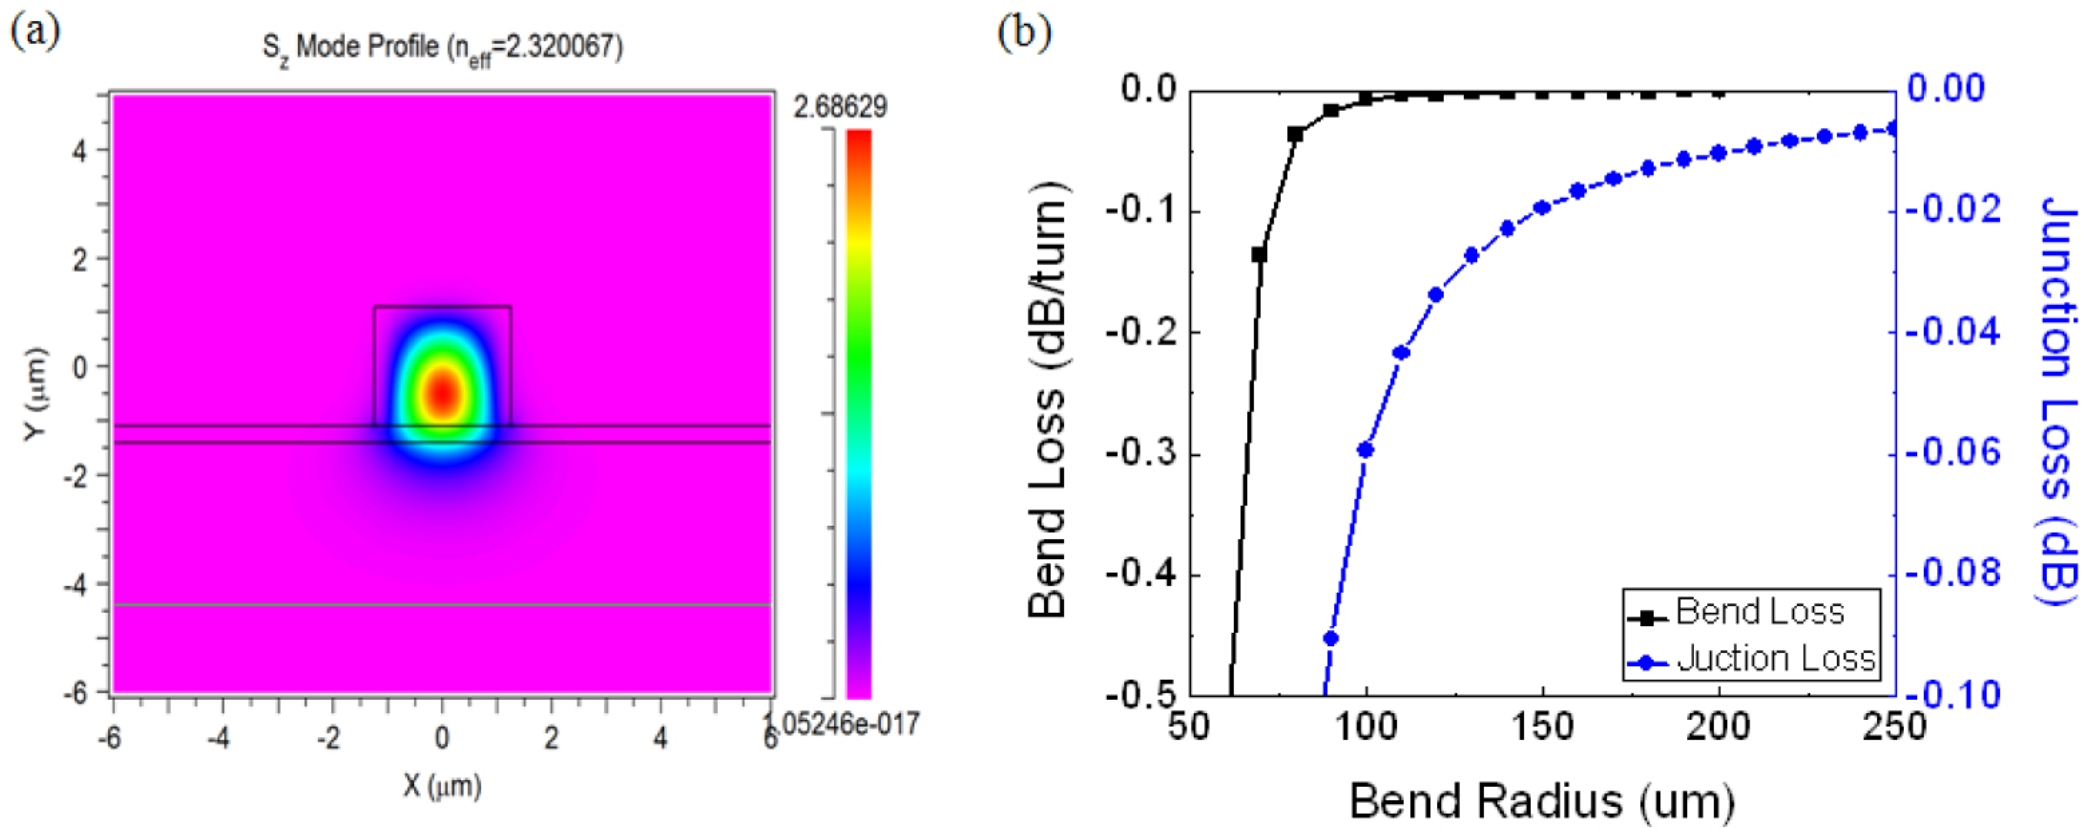 (a)
S_z Mode Profile (n_eff=2.320067)
2.68629
4
2
0
-2
-4
-6
Y (μm)
-6 -4 -2 0 2 4 6
1.05246e-017
X (μm)
(b)
0.0
-0.1
-0.2
-0.3
-0.4
-0.5
Bend Loss (dB/turn)
0.00
-0.02
-0.04
-0.06
-0.08
-0.10
Junction Loss (dB)
Bend Loss
Juction Loss
50 100 150 200 250
Bend Radius (um)